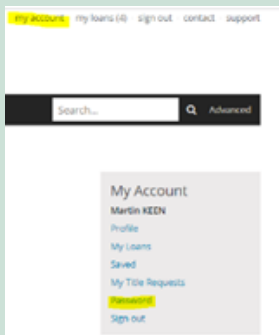 my account my loans (4) sign out contact support
Search... Advanced
My Account
Martin KEEN
Profile
My Loans
Saved
My Title Requests
Password
Sign out